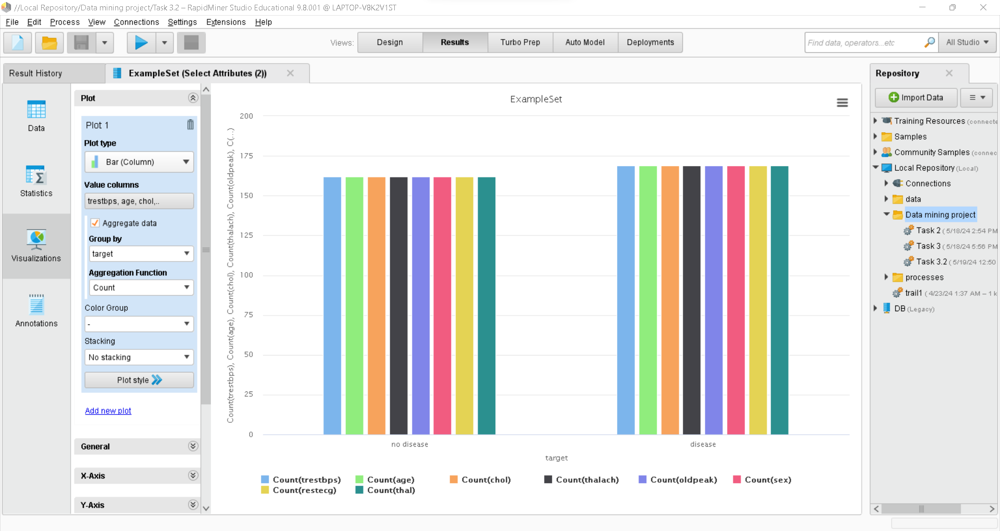 //Local Repository/Data mining project/Task 3.2 – RapidMiner Studio Educational 9.8.001 @ LAPTOP-V8K2V1ST
File Edit Process View Connections Settings Extensions Help
Views: Design Results Turbo Prep Auto Model Deployments
Find data, operators...etc
All Studio
Result History
ExampleSet (Select Attributes (2))
Data
Statistics
Visualizations
Annotations
Plot
Plot 1
Plot type
Bar (Column)
Value columns
trestbps, age, chol,..
Aggregate data
Group by
target
Aggregation Function
Count
Color Group
-
Stacking
No stacking
Plot style
Add new plot
General
X-Axis
Y-Axis
ExampleSet
Count(trestbps), Count(age), Count(chol), Count(thalach), Count(oldpeak), C(...)
200
175
150
125
100
75
50
25
0
no disease disease
target
Count(trestbps) Count(age) Count(chol) Count(thalach) Count(oldpeak) Count(sex)
Count(restecg) Count(thal)
Repository
Import Data
Training Resources (connecte
Samples
Community Samples (connec
Local Repository (Local)
Connections
data
Data mining project
Task 2 ( 5/18/24 2:54 PM
Task 3 ( 5/18/24 5:56 PM
Task 3.2 ( 5/19/24 12:50
processes
trail1 ( 4/23/24 1:37 AM – 1 k
DB (Legacy)